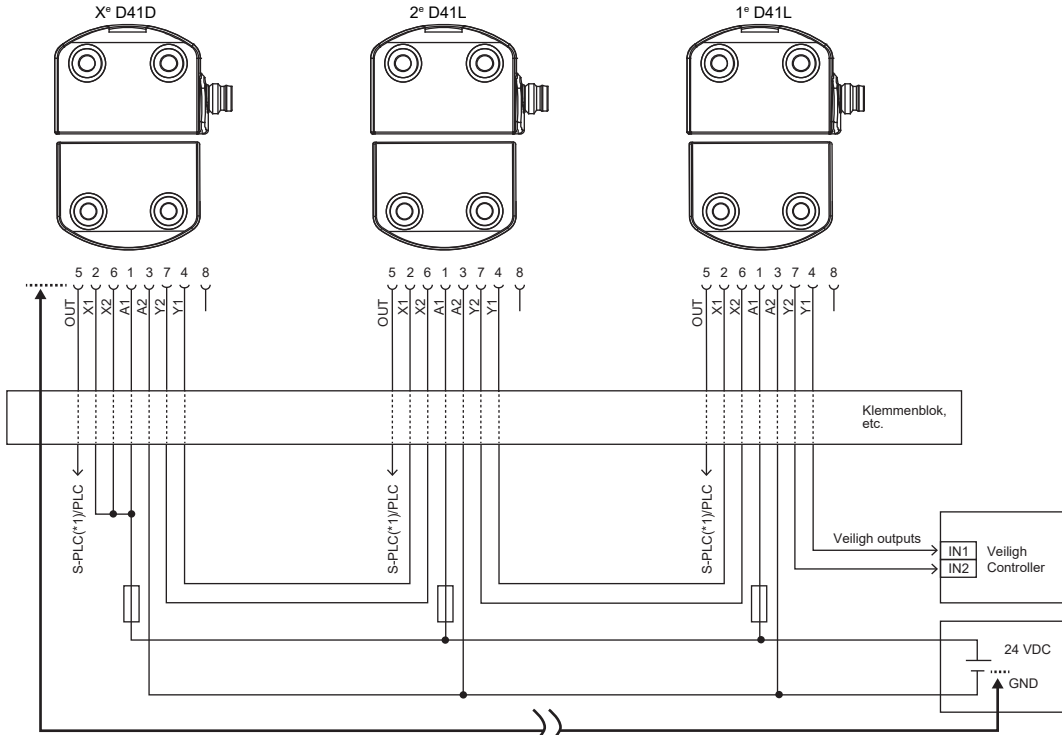 Xe D41D
2e D41L
1e D41L
5 2 6 1 3 7 4 8
OUT X1 X2 A1 A2 Y2 Y1
5 2 6 1 3 7 4 8
OUT X1 X2 A1 A2 Y2 Y1
5 2 6 1 3 7 4 8
OUT X1 X2 A1 A2 Y2 Y1
Klemmenblok,
etc.
S-PLC(*1)/PLC
S-PLC(*1)/PLC
S-PLC(*1)/PLC
Veiligh outputs
IN1
IN2
Veiligh
Controller
24 VDC
GND